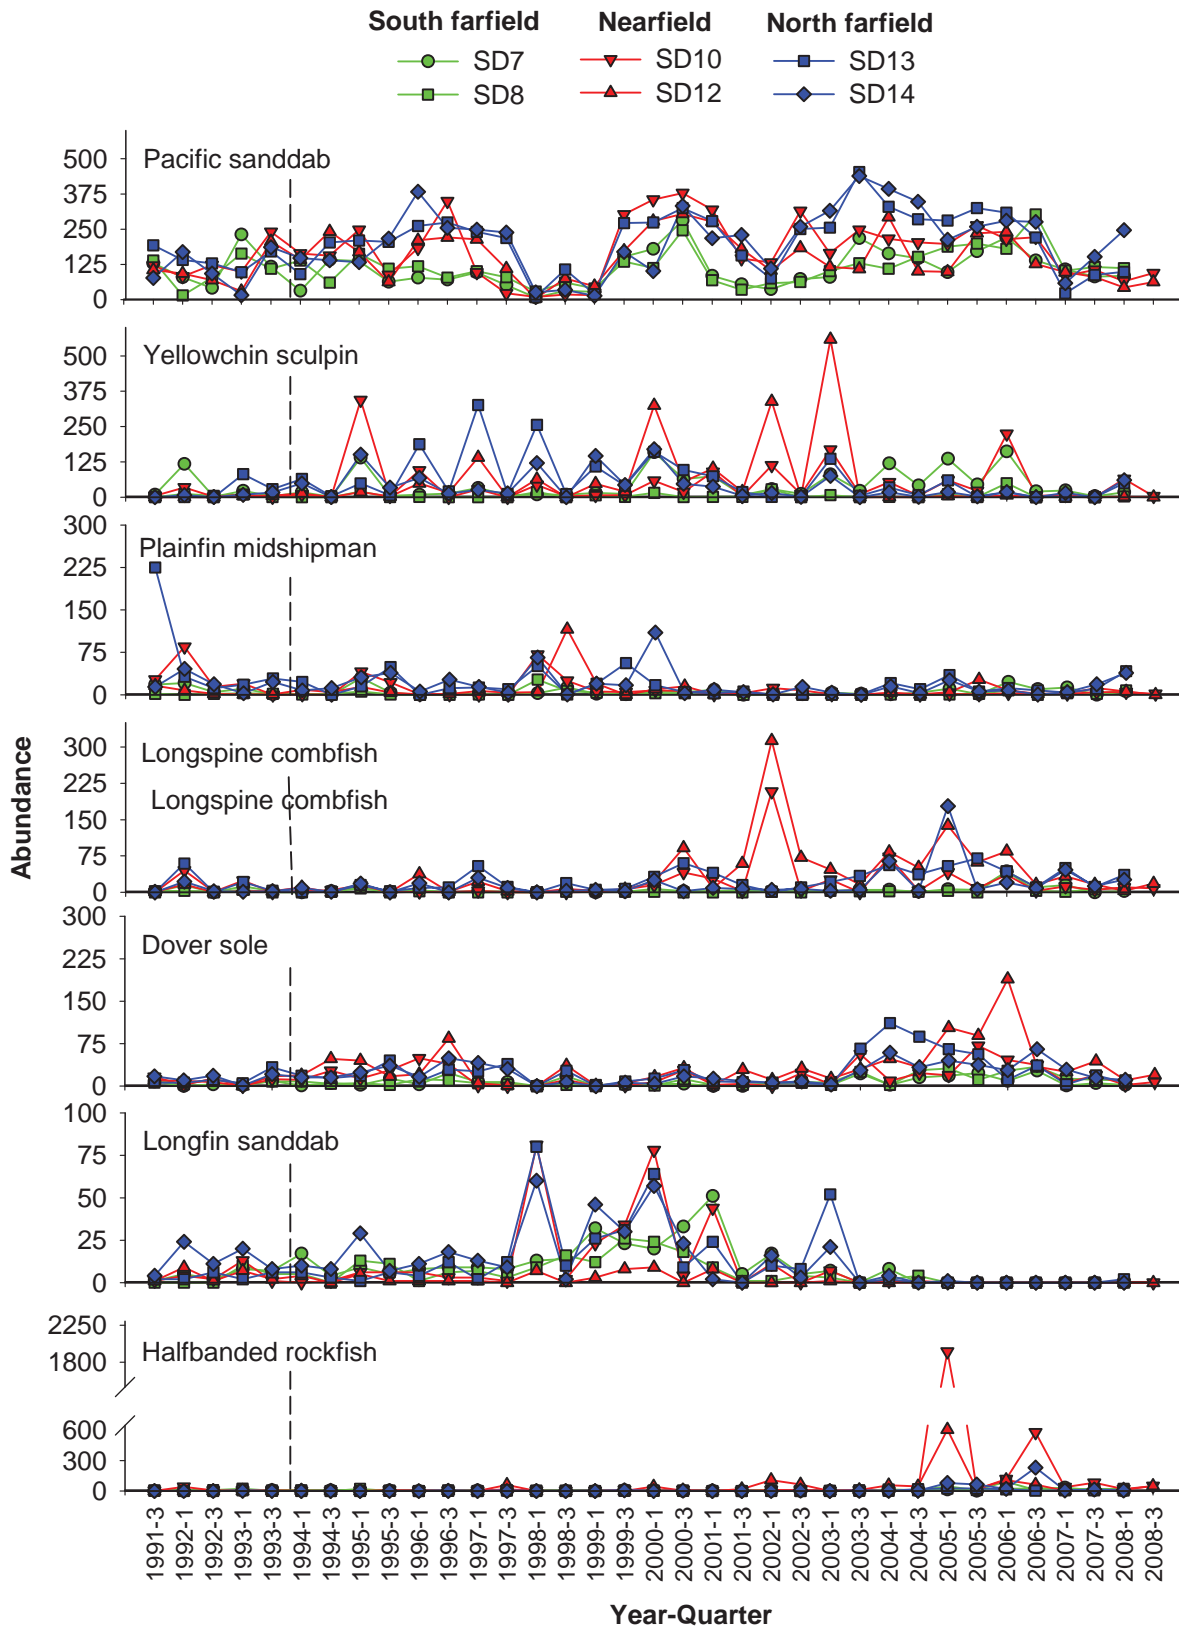 South farfield Nearfield North farfield
SD7 SD10 SD13
SD8 SD12 SD14
Abundance
Pacific sanddab
500
375
250
125
0
Yellowchin sculpin
500
375
250
125
0
Plainfin midshipman
300
225
150
75
0
Longspine combfish
Longspine combfish
300
225
150
75
0
Dover sole
300
225
150
75
0
Longfin sanddab
100
75
50
25
0
Halfbanded rockfish
2250
1800
600
300
0
1991-3 1992-1 1992-3 1993-1 1993-3 1994-1 1994-3 1995-1 1995-3 1996-1 1996-3 1997-1 1997-3 1998-1 1998-3 1999-1 1999-3 2000-1 2000-3 2001-1 2001-3 2002-1 2002-3 2003-1 2003-3 2004-1 2004-3 2005-1 2005-3 2006-1 2006-3 2007-1 2007-3 2008-1 2008-3
Year-Quarter